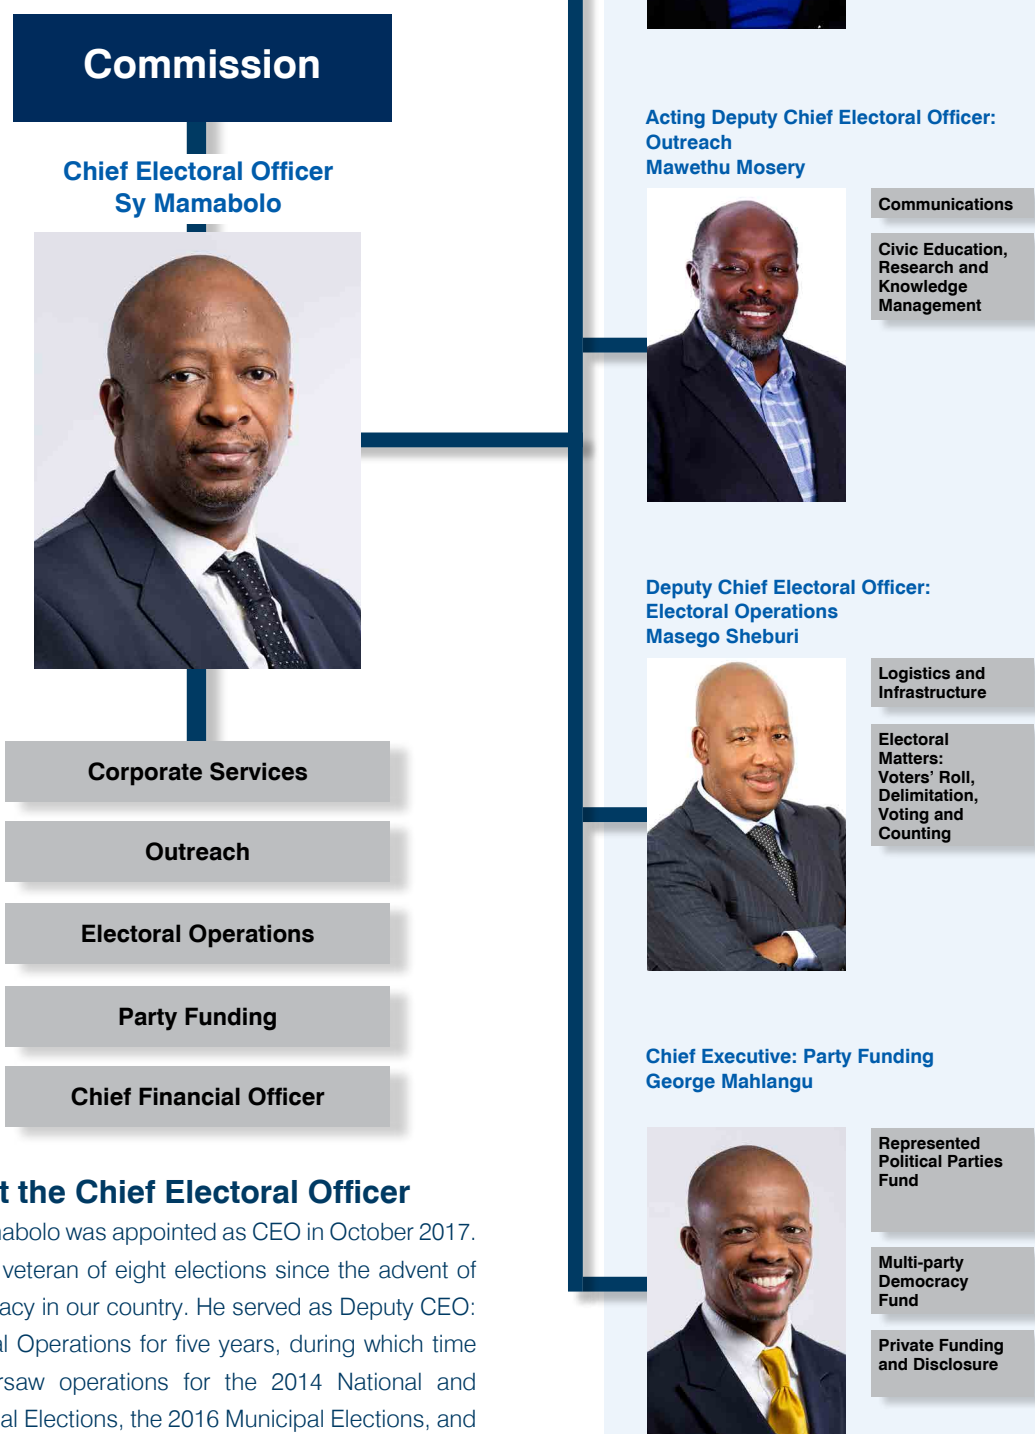 Commission
Chief Electoral Officer
Sy Mamabolo
Corporate Services
Outreach
Electoral Operations
Party Funding
Chief Financial Officer
t the Chief Electoral Officer
nabolo was appointed as CEO in October 2017.
veteran of eight elections since the advent of
acy in our country. He served as Deputy CEO:
al Operations for five years, during which time
rsaw operations for the 2014 National and
al Elections, the 2016 Municipal Elections, and
Acting Deputy Chief Electoral Officer:
Outreach
Mawethu Mosery
Communications
Civic Education,
Research and
Knowledge
Management
Deputy Chief Electoral Officer:
Electoral Operations
Masego Sheburi
Logistics and
Infrastructure
Electoral
Matters:
Voters’ Roll,
Delimitation,
Voting and
Counting
Chief Executive: Party Funding
George Mahlangu
Represented
Political Parties
Fund
Multi-party
Democracy
Fund
Private Funding
and Disclosure